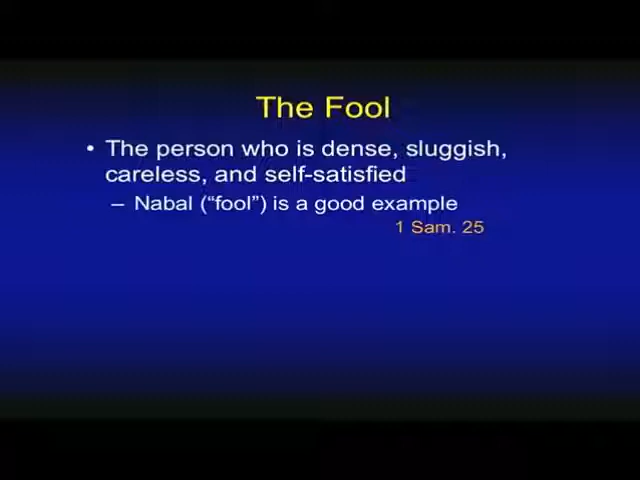 The Fool
• The person who is dense, sluggish,
careless, and self-satisfied
– Nabal (“fool”) is a good example
1 Sam. 25